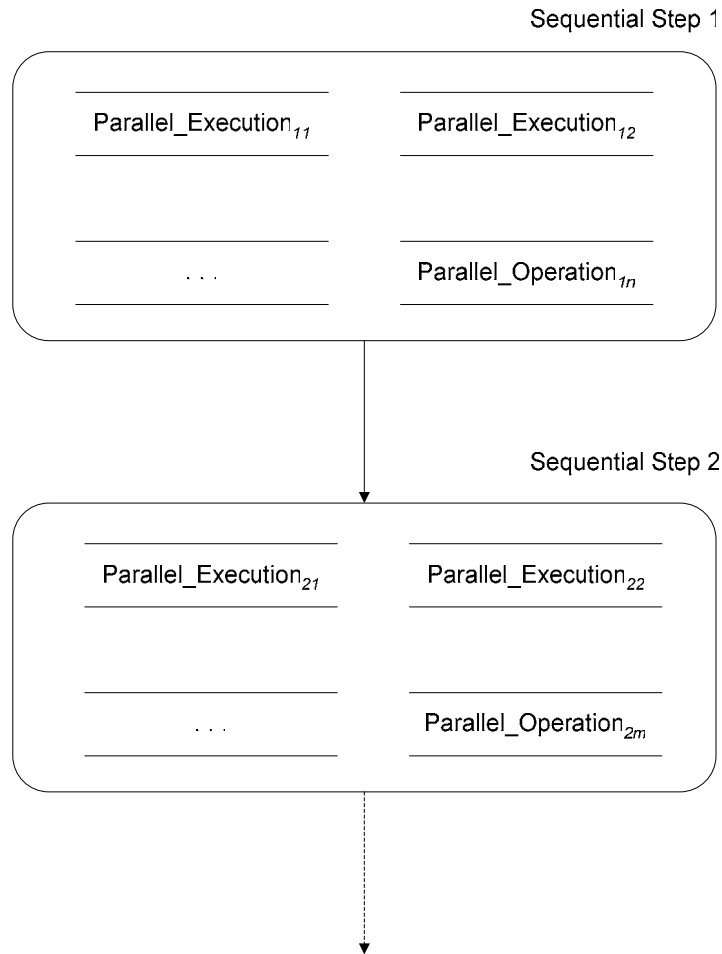 Sequential Step 1
Parallel_Execution11 Parallel_Execution12
. . . Parallel_Operation1n
Sequential Step 2
Parallel_Execution21 Parallel_Execution22
. . . Parallel_Operation2m